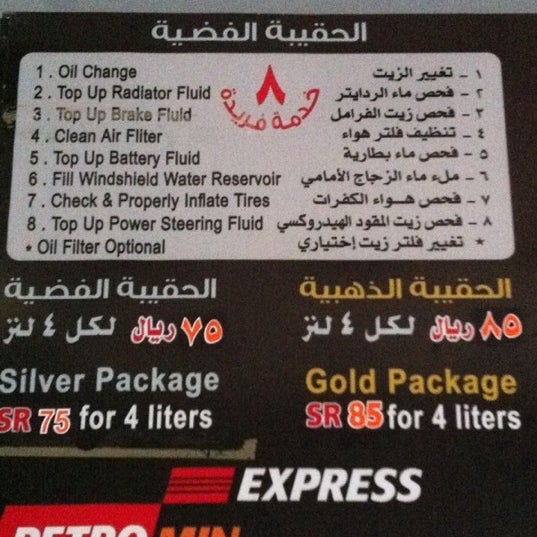 الحقيبة الفضية
1 . Oil Change
2 . Top Up Radiator Fluid
3 . Top Up Brake Fluid
4 . Clean Air Fliter
5 . Top Up Battery Fluid
6 . Fill Windshield Water Reservoir
7 . Check & Properly Inflate Tires
8 . Top Up Power Steering Fluid
* Oil Filter Optional
٨
خدمة فريدة
١ - تغيير الزيت
٢ - فحص ماء الردايتر
٣ - فحص زيت الفرامل
٤ - تنظيف فلتر هواء
٥ - فحص ماء بطارية
٦ - ملء ماء الزجاج الأمامي
٧ - فحص هواء الكفرات
٨ - فحص زيت المقود الهيدروكسي
* تغيير فلتر زيت إختياري
الحقيبة الذهبية
٨٥ ريال لكل ٤ لتر
Gold Package
SR 85 for 4 liters
الحقيبة الفضية
٧٥ ريال لكل ٤ لتر
Silver Package
SR 75 for 4 liters
EXPRESS
PETROMIN